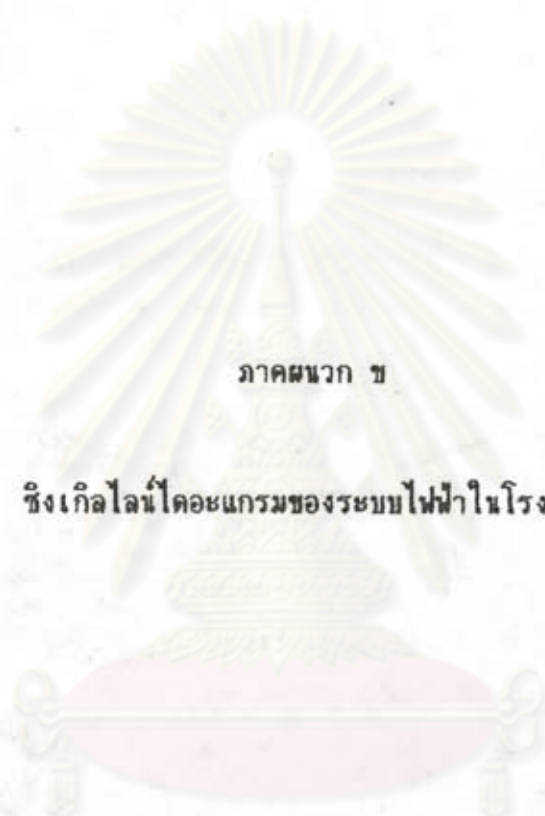 ภาคผนวก ข
ซิงเกิลไลน์ไดอะแกรมของระบบไฟฟ้าในโรง